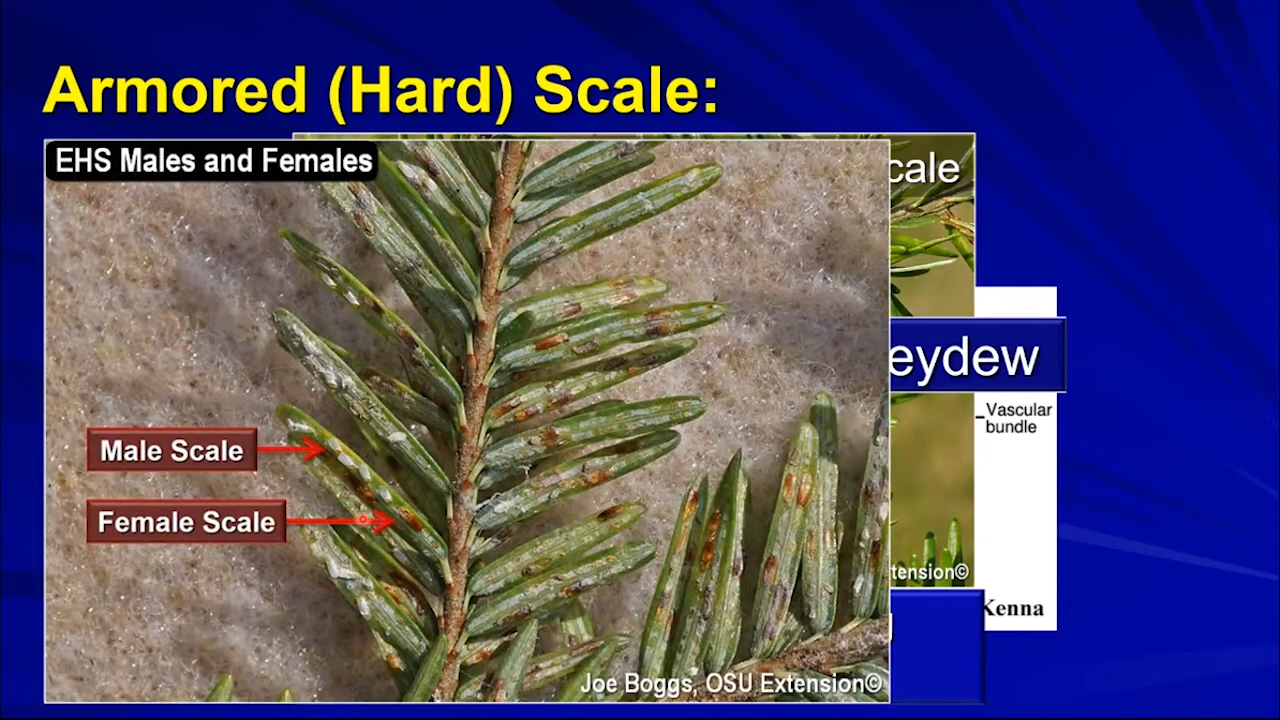 Armored (Hard) Scale:
EHS Males and Females
cale
eydew
Vascular
bundle
Male Scale
Female Scale
tension©
Kenna
Joe Boggs, OSU Extension©